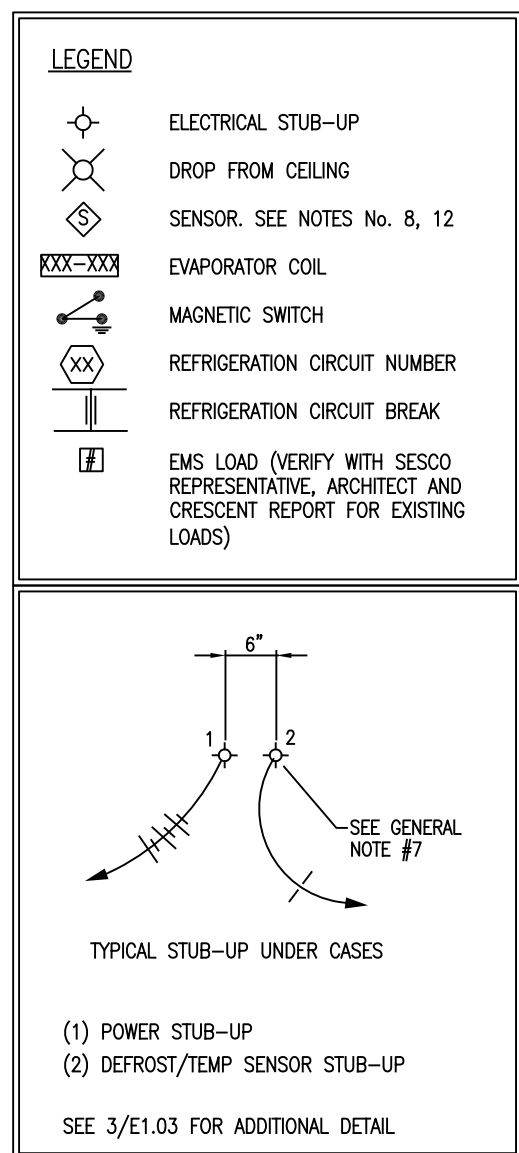 LEGEND
ELECTRICAL STUB-UP
DROP FROM CEILING
S
SENSOR. SEE NOTES No. 8, 12
XXX-XXX
EVAPORATOR COIL
MAGNETIC SWITCH
XX
REFRIGERATION CIRCUIT NUMBER
REFRIGERATION CIRCUIT BREAK
#
EMS LOAD (VERIFY WITH SESCO
REPRESENTATIVE, ARCHITECT AND
CRESCENT REPORT FOR EXISTING
LOADS)
6"
1
2
SEE GENERAL
NOTE #7
TYPICAL STUB-UP UNDER CASES
(1) POWER STUB-UP
(2) DEFROST/TEMP SENSOR STUB-UP
SEE 3/E1.03 FOR ADDITIONAL DETAIL